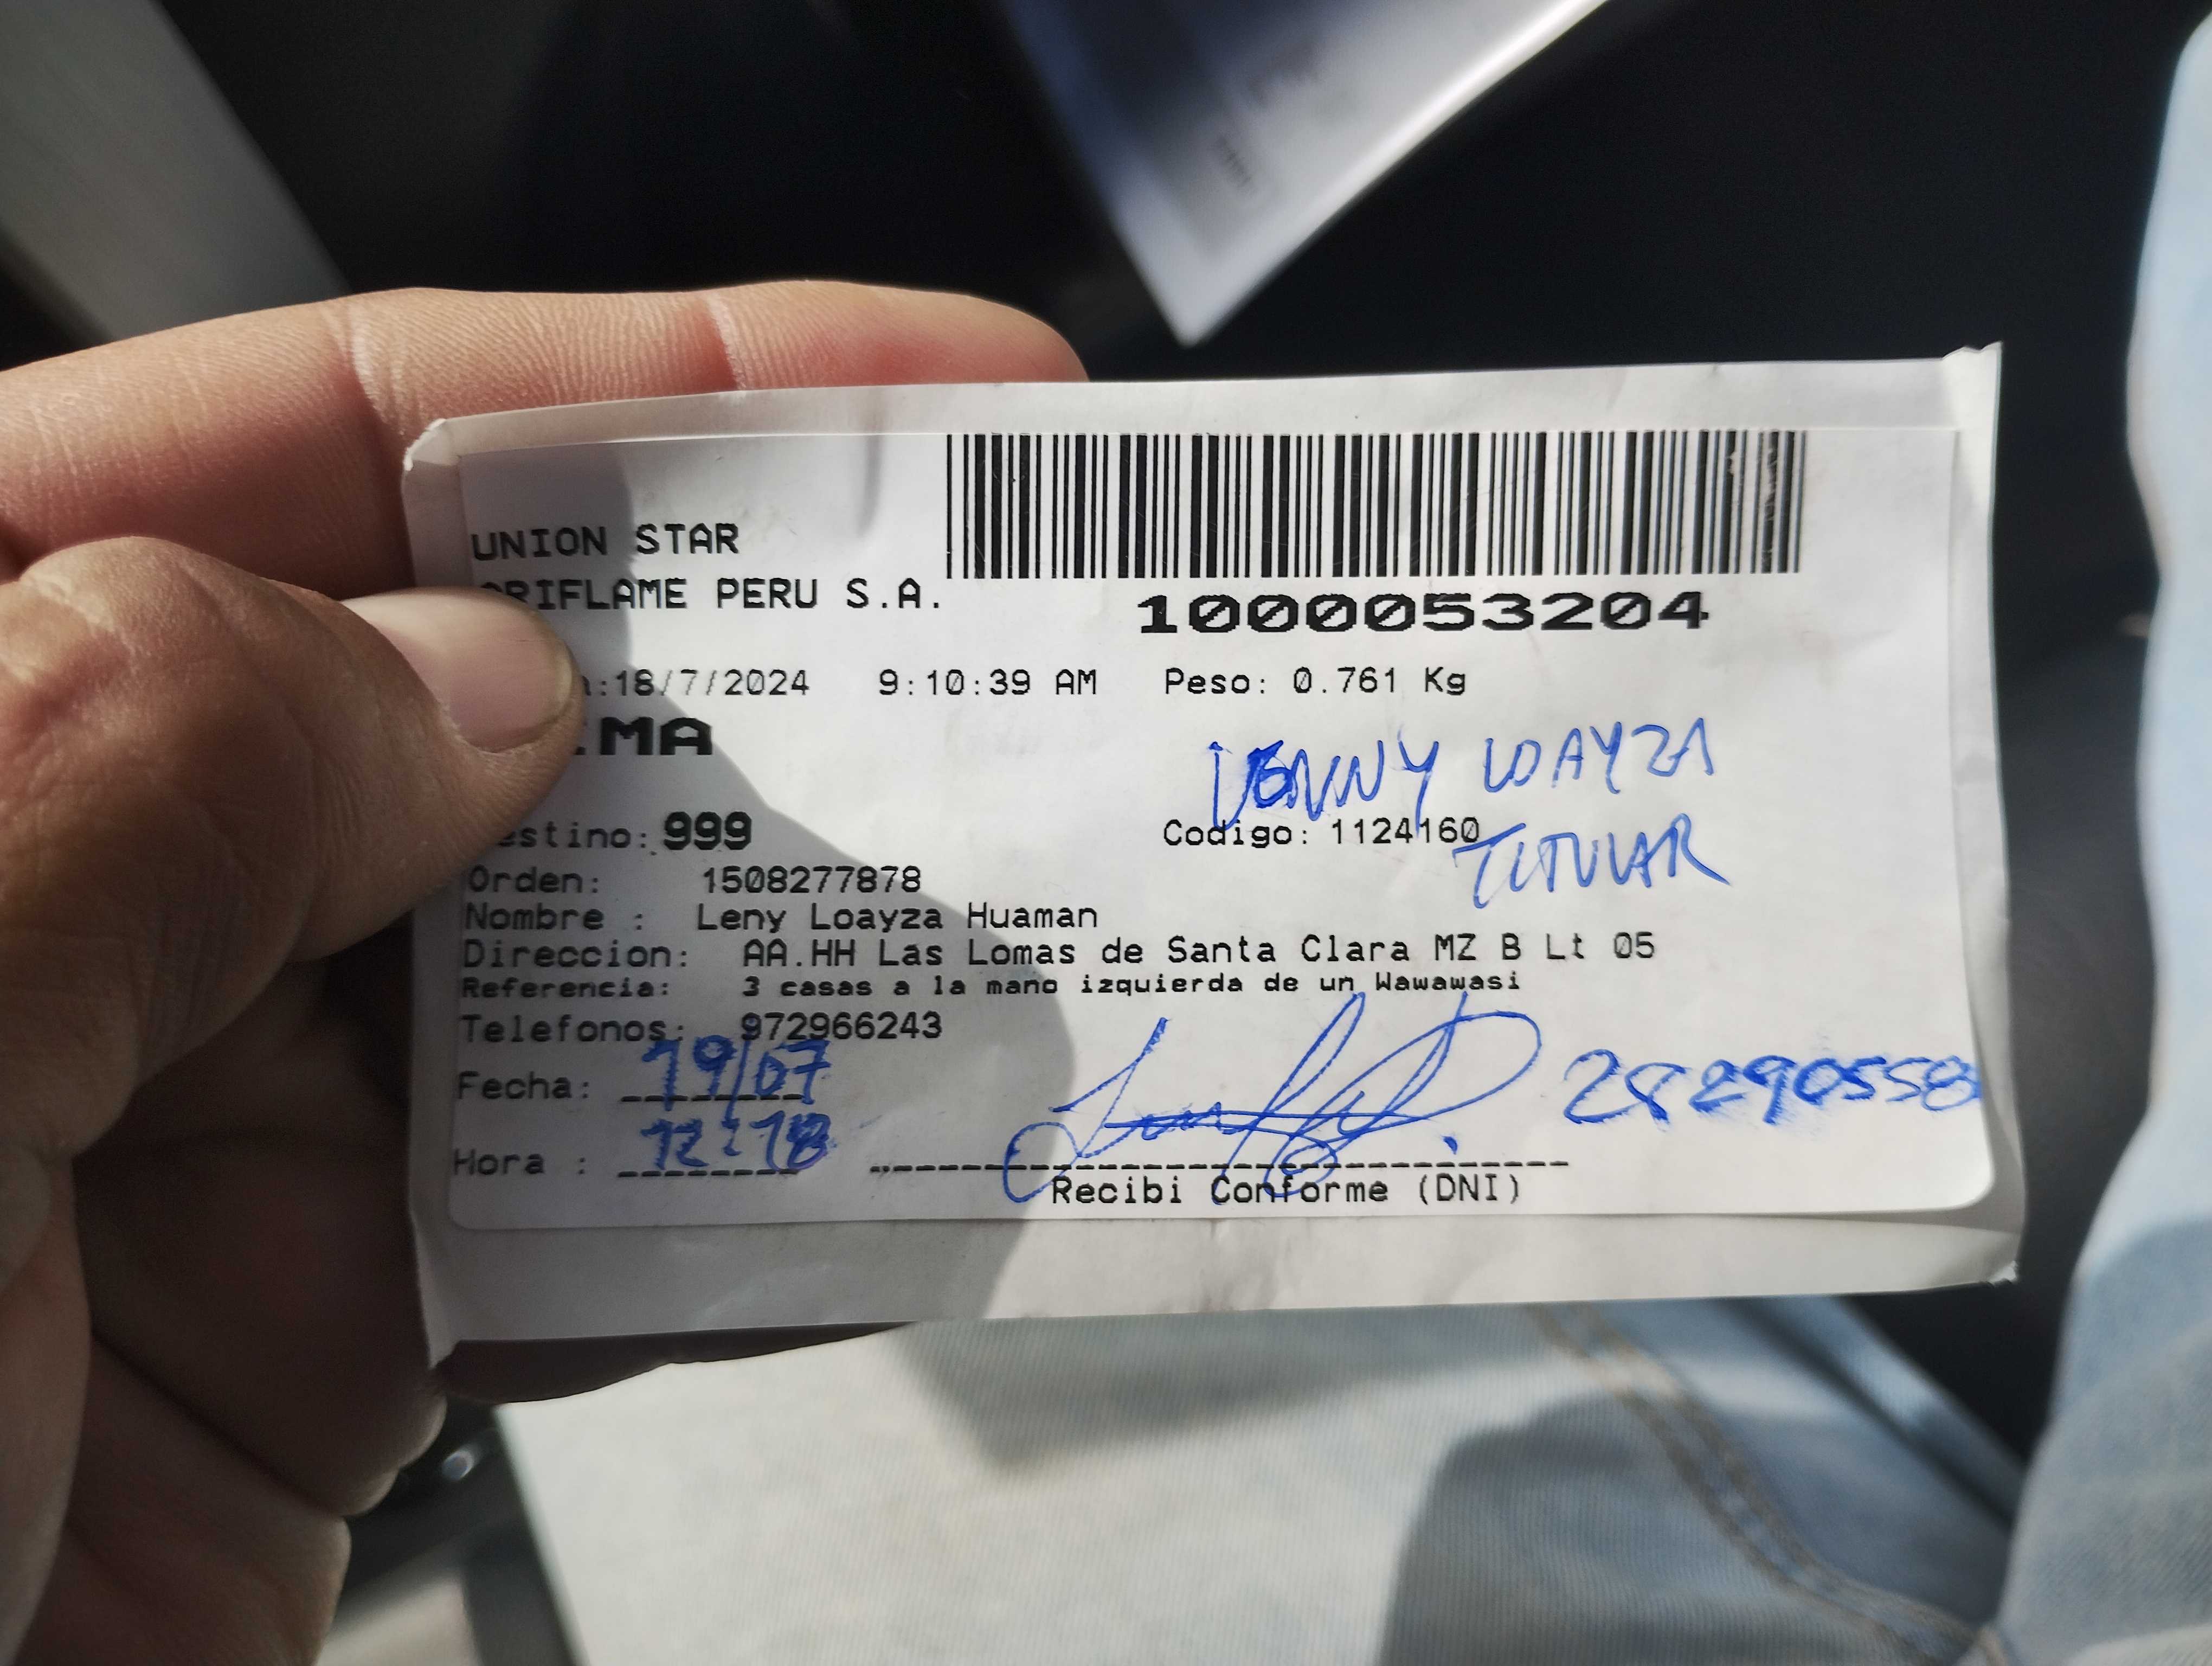 UNION STAR
ORIFLAME PERU S.A.
1000053204
:18/7/2024 9:10:39 AM Peso: 0.761 Kg
MA
LENNY LOAYZA
estino: 999 Codigo: 1124160
TITULAR
Orden: 1508277878
Nombre : Leny Loayza Huaman
Direccion: AA.HH Las Lomas de Santa Clara MZ B Lt 05
Referencia: 3 casas a la mano izquierda de un Wawawasi
Telefonos: 972966243
Fecha: 19/07
28290558
Hora : 12:18
Recibi Conforme (DNI)